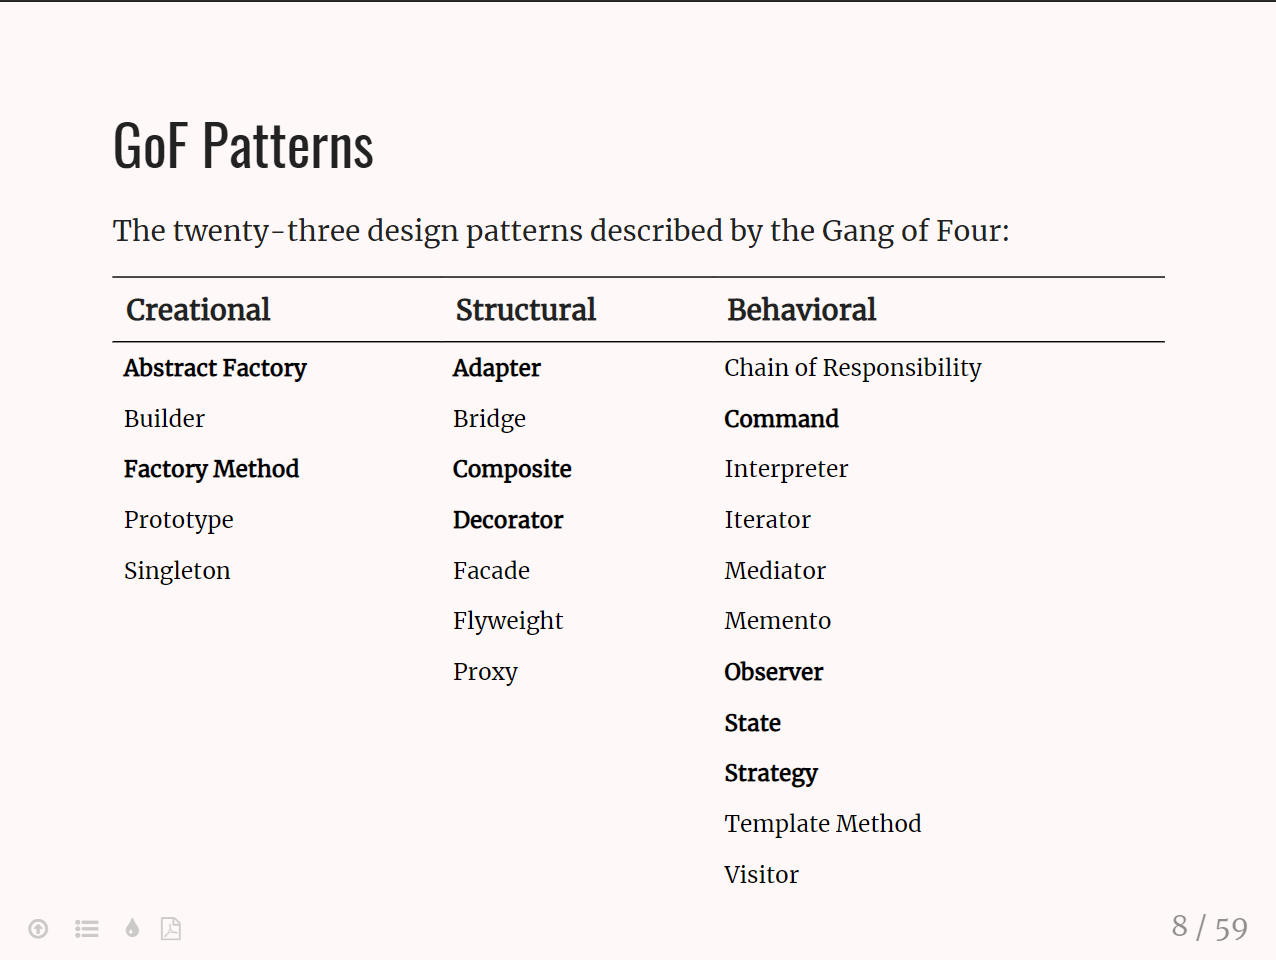 GoF Patterns
The twenty-three design patterns described by the Gang of Four:
Creational Structural Behavioral
Abstract Factory Adapter Chain of Responsibility
Builder Bridge Command
Factory Method Composite Interpreter
Prototype Decorator Iterator
Singleton Facade Mediator
Flyweight Memento
Proxy Observer
State
Strategy
Template Method
Visitor
8 / 59